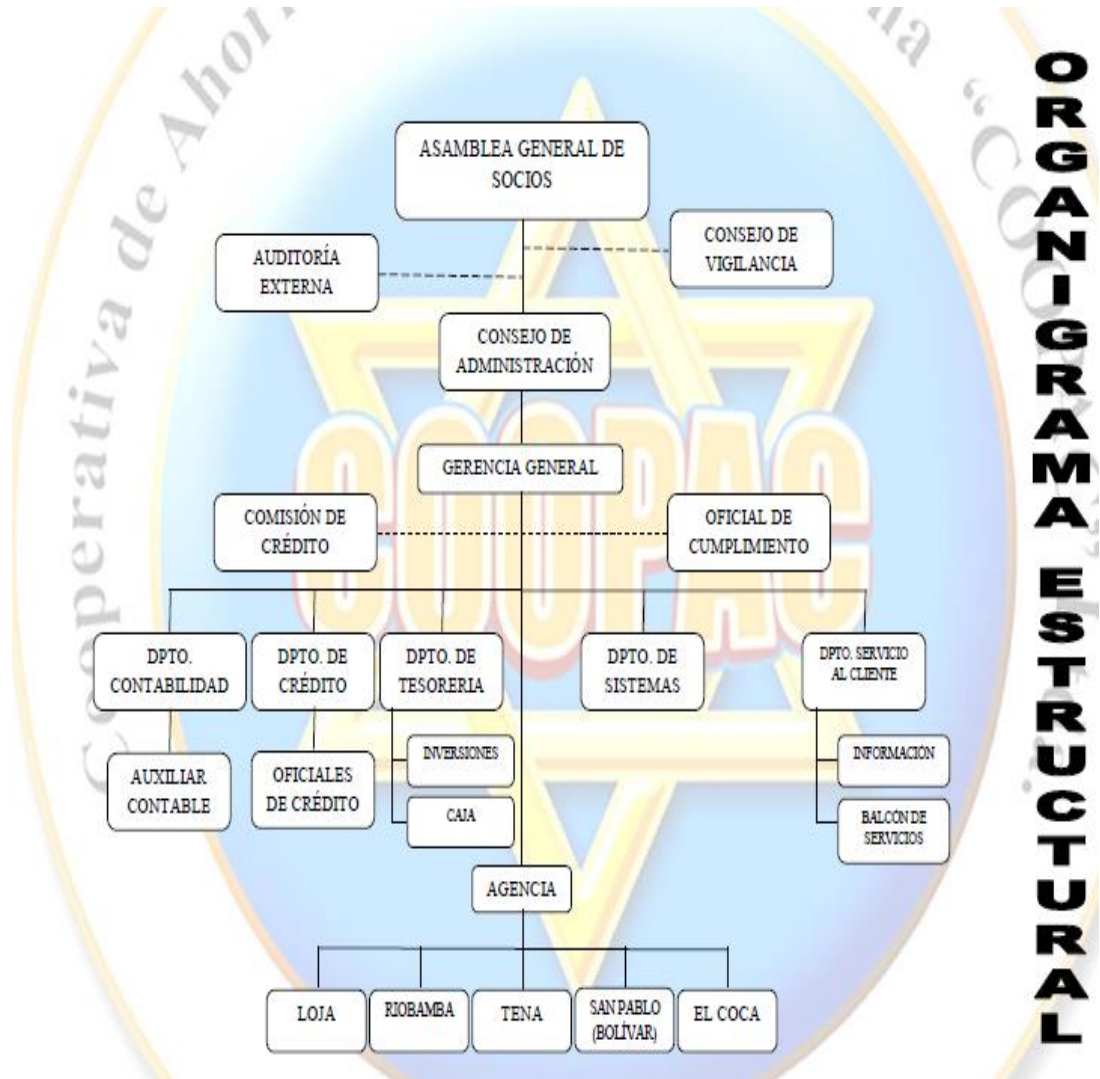 Cooperativa de Ahor
COOPAC
ORGANIGRAMA ESTRUCTURAL
ASAMBLEA GENERAL DE
SOCIOS
CONSEJO DE
VIGILANCIA
AUDITORÍA
EXTERNA
CONSEJO DE
ADMINISTRACIÓN
GERENCIA GENERAL
COMISIÓN DE
CRÉDITO
OFICIAL DE
CUMPLIMIENTO
DPTO.
CONTABILIDAD
DPTO. DE
CRÉDITO
DPTO. DE
TESORERIA
DPTO. DE
SISTEMAS
DPTO. SERVICIO
AL CLIENTE
AUXILIAR
CONTABLE
OFICIALES
DE CRÉDITO
INVERSIONES
CAJA
INFORMACIÓN
BALCÓN DE
SERVICIOS
AGENCIA
LOJA
RIOBAMBA
TENA
SAN PABLO
(BOLÍVAR)
EL COCA